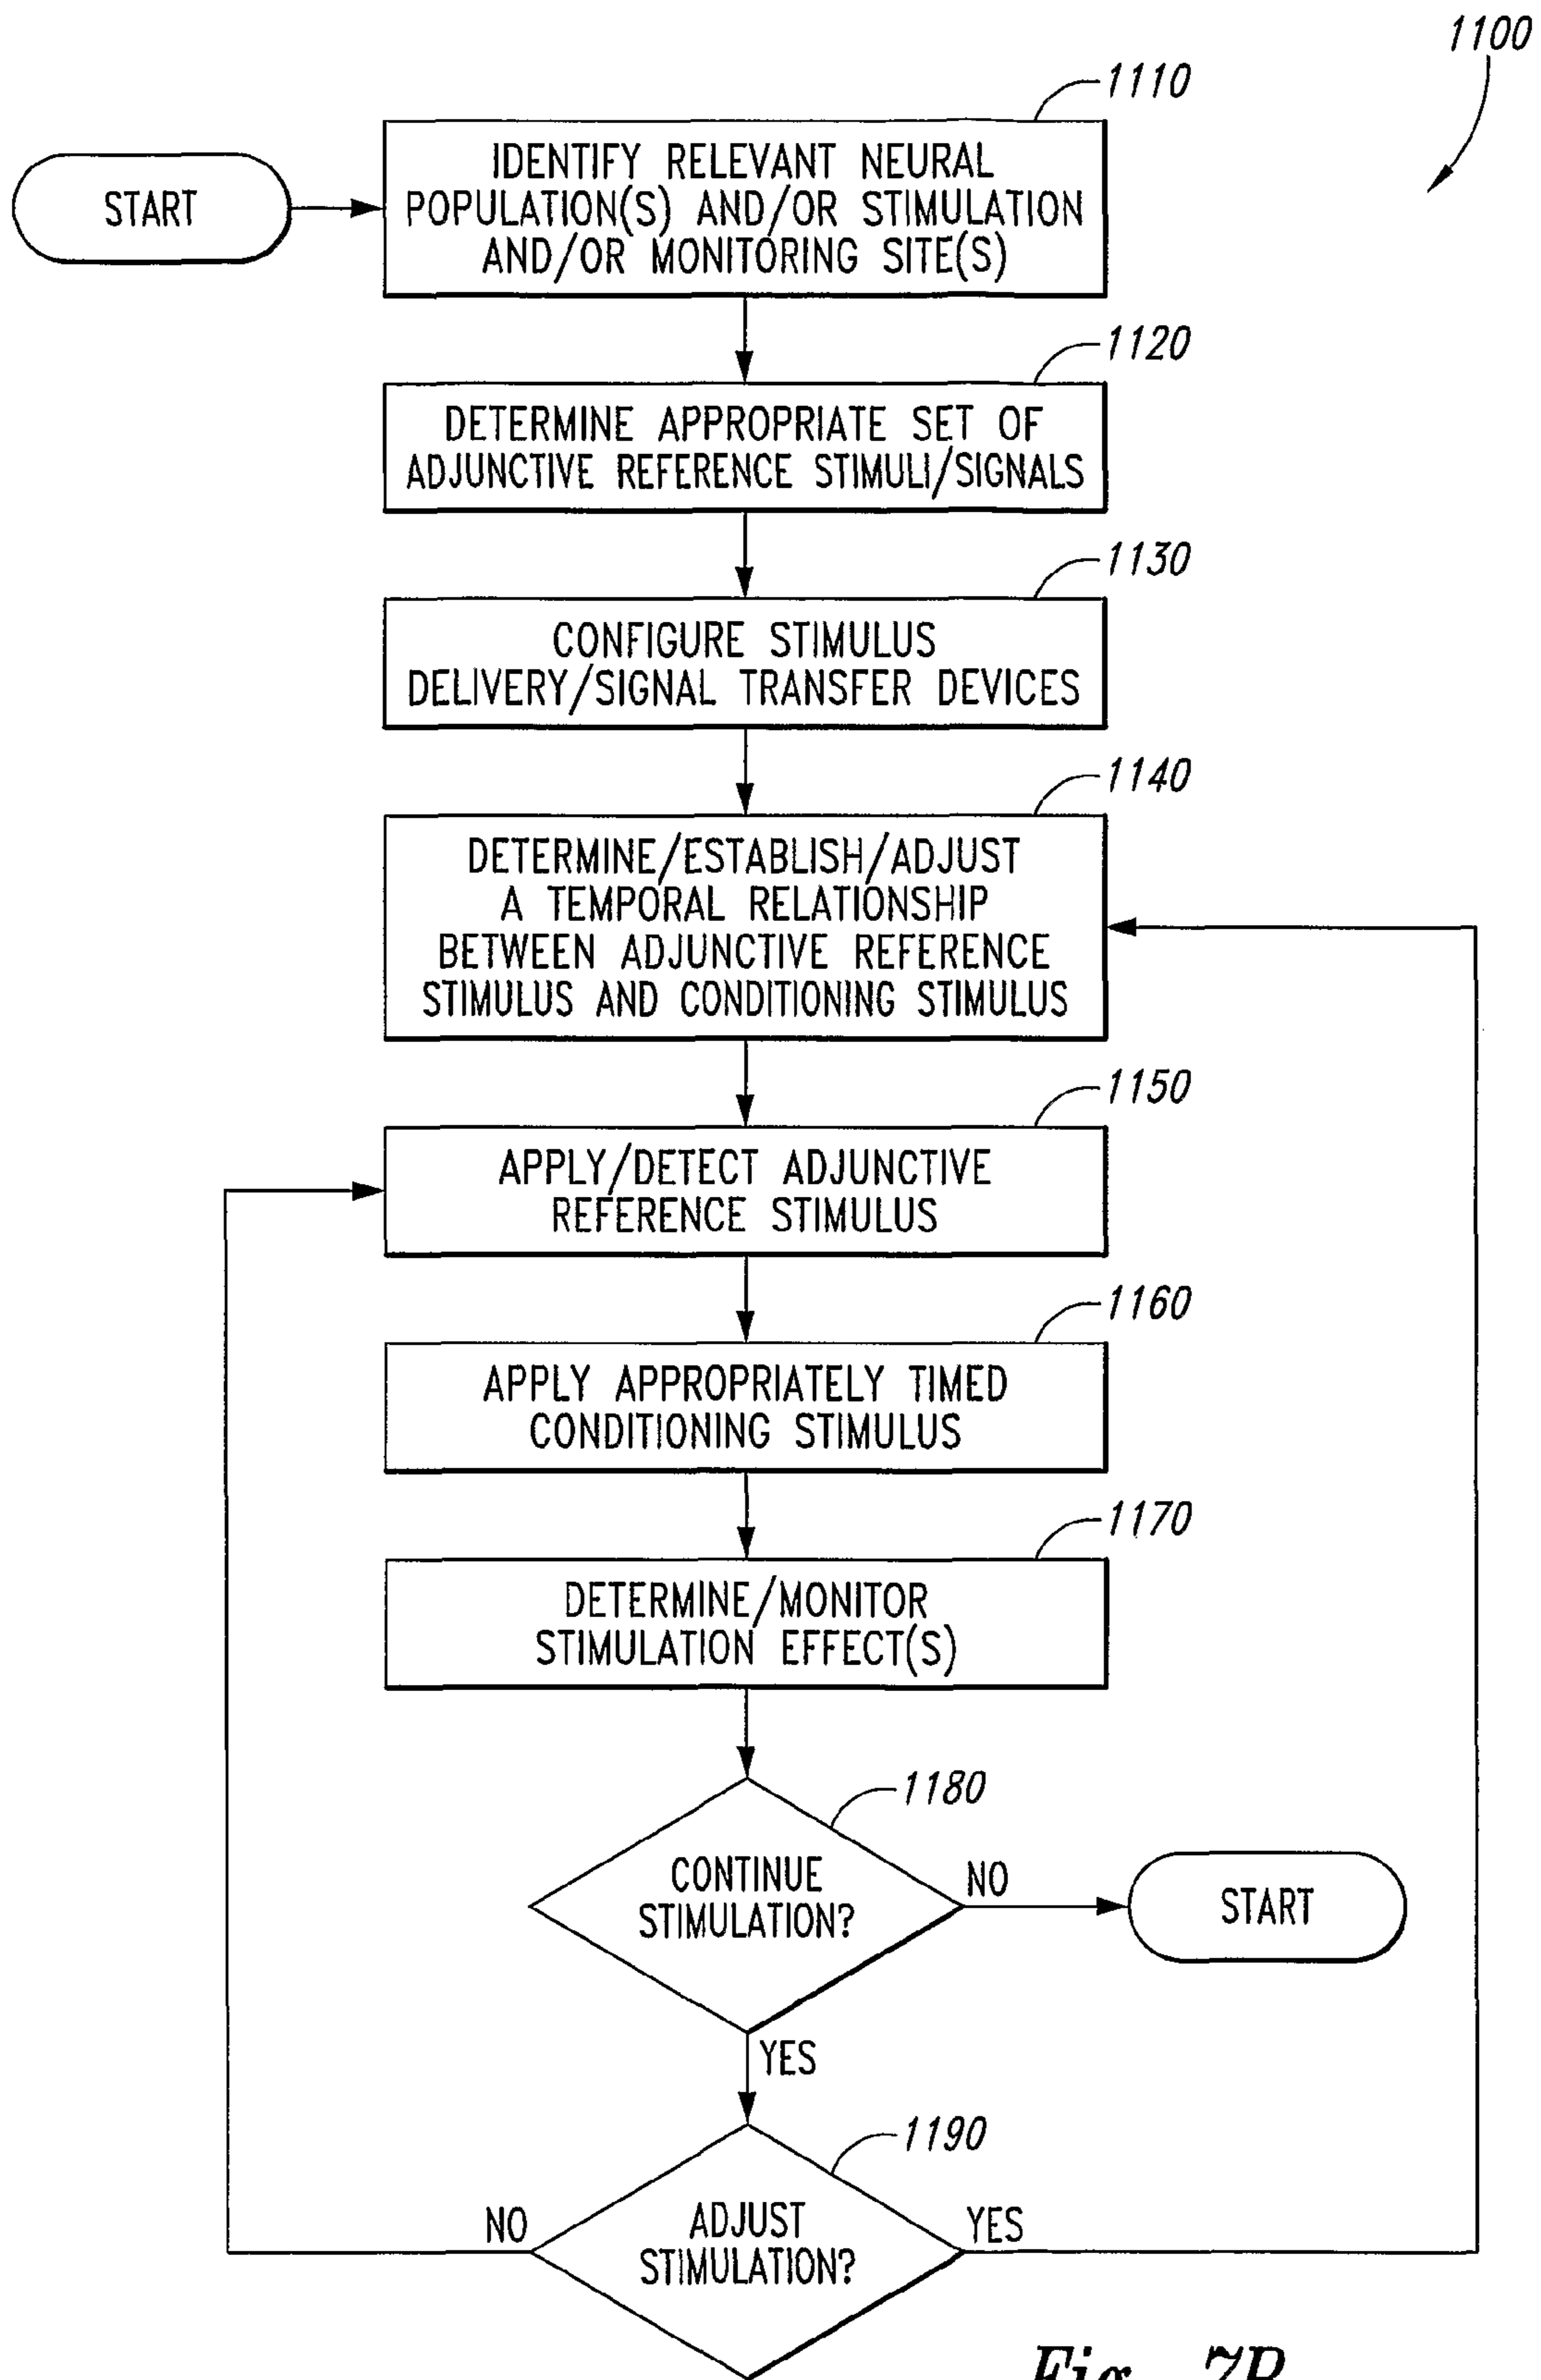 1100
1110
START
IDENTIFY RELEVANT NEURAL
POPULATION(S) AND/OR STIMULATION
AND/OR MONITORING SITE(S)
1120
DETERMINE APPROPRIATE SET OF
ADJUNCTIVE REFERENCE STIMULI/SIGNALS
1130
CONFIGURE STIMULUS
DELIVERY/SIGNAL TRANSFER DEVICES
1140
DETERMINE/ESTABLISH/ADJUST
A TEMPORAL RELATIONSHIP
BETWEEN ADJUNCTIVE REFERENCE
STIMULUS AND CONDITIONING STIMULUS
1150
APPLY/DETECT ADJUNCTIVE
REFERENCE STIMULUS
1160
APPLY APPROPRIATELY TIMED
CONDITIONING STIMULUS
1170
DETERMINE/MONITOR
STIMULATION EFFECT(S)
1180
CONTINUE
STIMULATION?
NO
START
YES
1190
ADJUST
STIMULATION?
NO
YES
Fig.